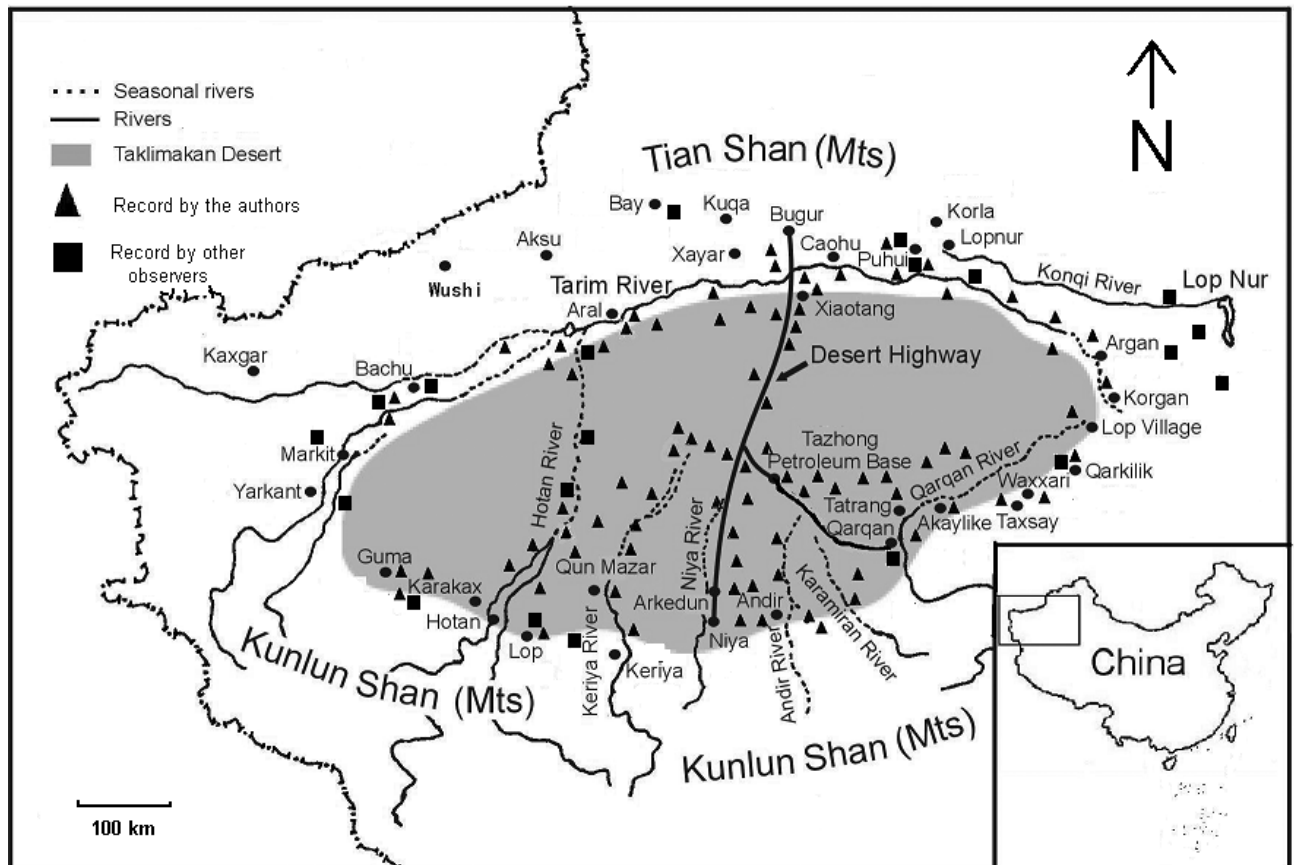 N
Seasonal rivers
Rivers
Taklimakan Desert
Record by the authors
Record by other
observers
Tian Shan (Mts)
Bay
Kuqa
Bugur
Korla
Lopnur
Xayar
Caohu
Puhui
Aksu
Wushi
Konqi River
Lop Nur
Tarim River
Aral
Xiaotang
Kaxgar
Bachu
Desert Highway
Argan
Korgan
Lop Village
Markit
Yarkant
Hotan River
Tazhong
Petroleum Base
Qarqan River
Qarkilik
Waxxari
Tatrang
Akaylike
Taxsay
Qarqan
Niya River
Guma
Karakax
Qun Mazar
Hotan
Arkedun
Andir
Karamiran River
Lop
Keriya River
Keriya
Niya
Andir River
Kunlun Shan (Mts)
Kunlun Shan (Mts)
China
100 km